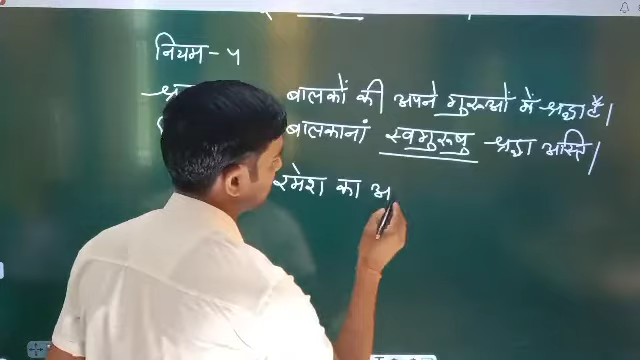 नियम - ५
बालकों की अपने गुरूओं में श्रद्धा है।
बालकानां स्वगुरूषु श्रद्धा अस्ति।
रमेश का अ